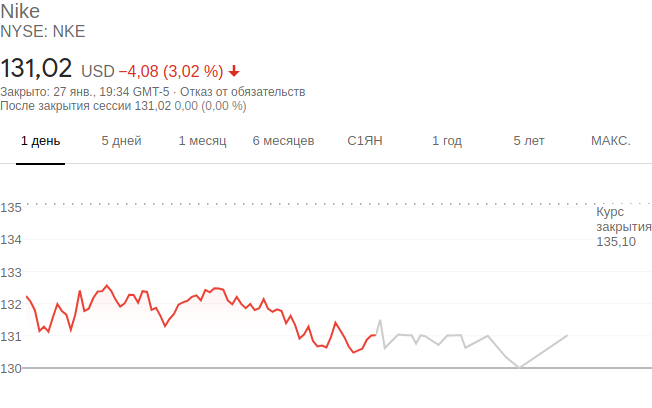 Nike
NYSE: NKE
131,02 USD −4,08 (3,02 %)
Закрыто: 27 янв., 19:34 GMT-5 · Отказ от обязательств
После закрытия сессии 131,02 0,00 (0,00 %)
1 день 5 дней 1 месяц 6 месяцев С1ЯН 1 год 5 лет МАКС.
135
Курс
закрытия
135,10
134
133
132
131
130